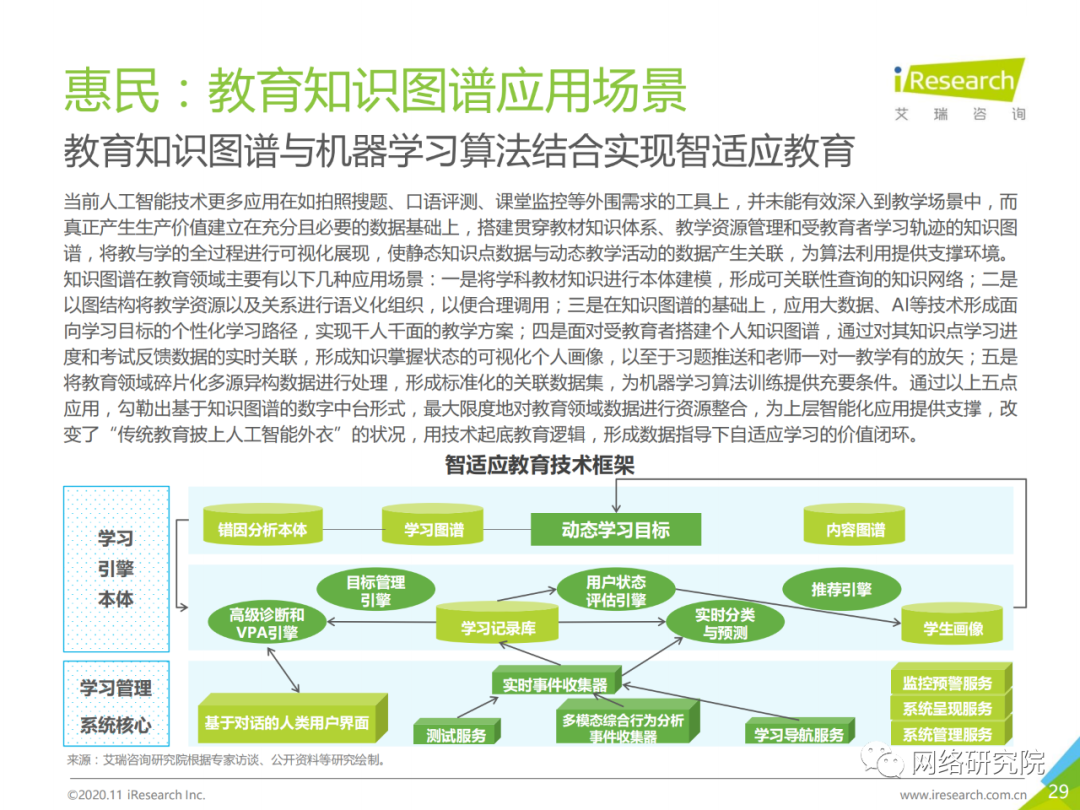 惠民：教育知识图谱应用场景
iResearch
艾瑞咨询
教育知识图谱与机器学习算法结合实现智适应教育
当前人工智能技术更多应用在如拍照搜题、口语评测、课堂监控等外围需求的工具上，并未能有效深入到教学场景中，而
真正产生生产价值建立在充分且必要的数据基础上，搭建贯穿教材知识体系、教学资源管理和受教育者学习轨迹的知识图
谱，将教与学的全过程进行可视化展现，使静态知识点数据与动态教学活动的数据产生关联，为算法利用提供支撑环境。
知识图谱在教育领域主要有以下几种应用场景：一是将学科教材知识进行本体建模，形成可关联性查询的知识网络；二是
以图结构将教学资源以及关系进行语义化组织，以便合理调用；三是在知识图谱的基础上，应用大数据、AI等技术形成面
向学习目标的个性化学习路径，实现千人千面的教学方案；四是面对受教育者搭建个人知识图谱，通过对其知识点学习进
度和考试反馈数据的实时关联，形成知识掌握状态的可视化个人画像，以至于习题推送和老师一对一教学有的放矢；五是
将教育领域碎片化多源异构数据进行处理，形成标准化的关联数据集，为机器学习算法训练提供充要条件。通过以上五点
应用，勾勒出基于知识图谱的数字中台形式，最大限度地对教育领域数据进行资源整合，为上层智能化应用提供支撑，改
变了“传统教育披上人工智能外衣”的状况，用技术起底教育逻辑，形成数据指导下自适应学习的价值闭环。
智适应教育技术框架
学习
引擎
本体
错因分析本体
学习图谱
动态学习目标
内容图谱
目标管理
引擎
用户状态
评估引擎
推荐引擎
高级诊断和
VPA引擎
学习记录库
实时分类
与预测
学生画像
学习管理
系统核心
基于对话的人类用户界面
实时事件收集器
测试服务
多模态综合行为分析
事件收集器
学习导航服务
监控预警服务
系统呈现服务
系统管理服务
来源：艾瑞咨询研究院根据专家访谈、公开资料等研究绘制。
网络研究院
©2020.11 iResearch Inc.
www.iresearch.com.cn
29